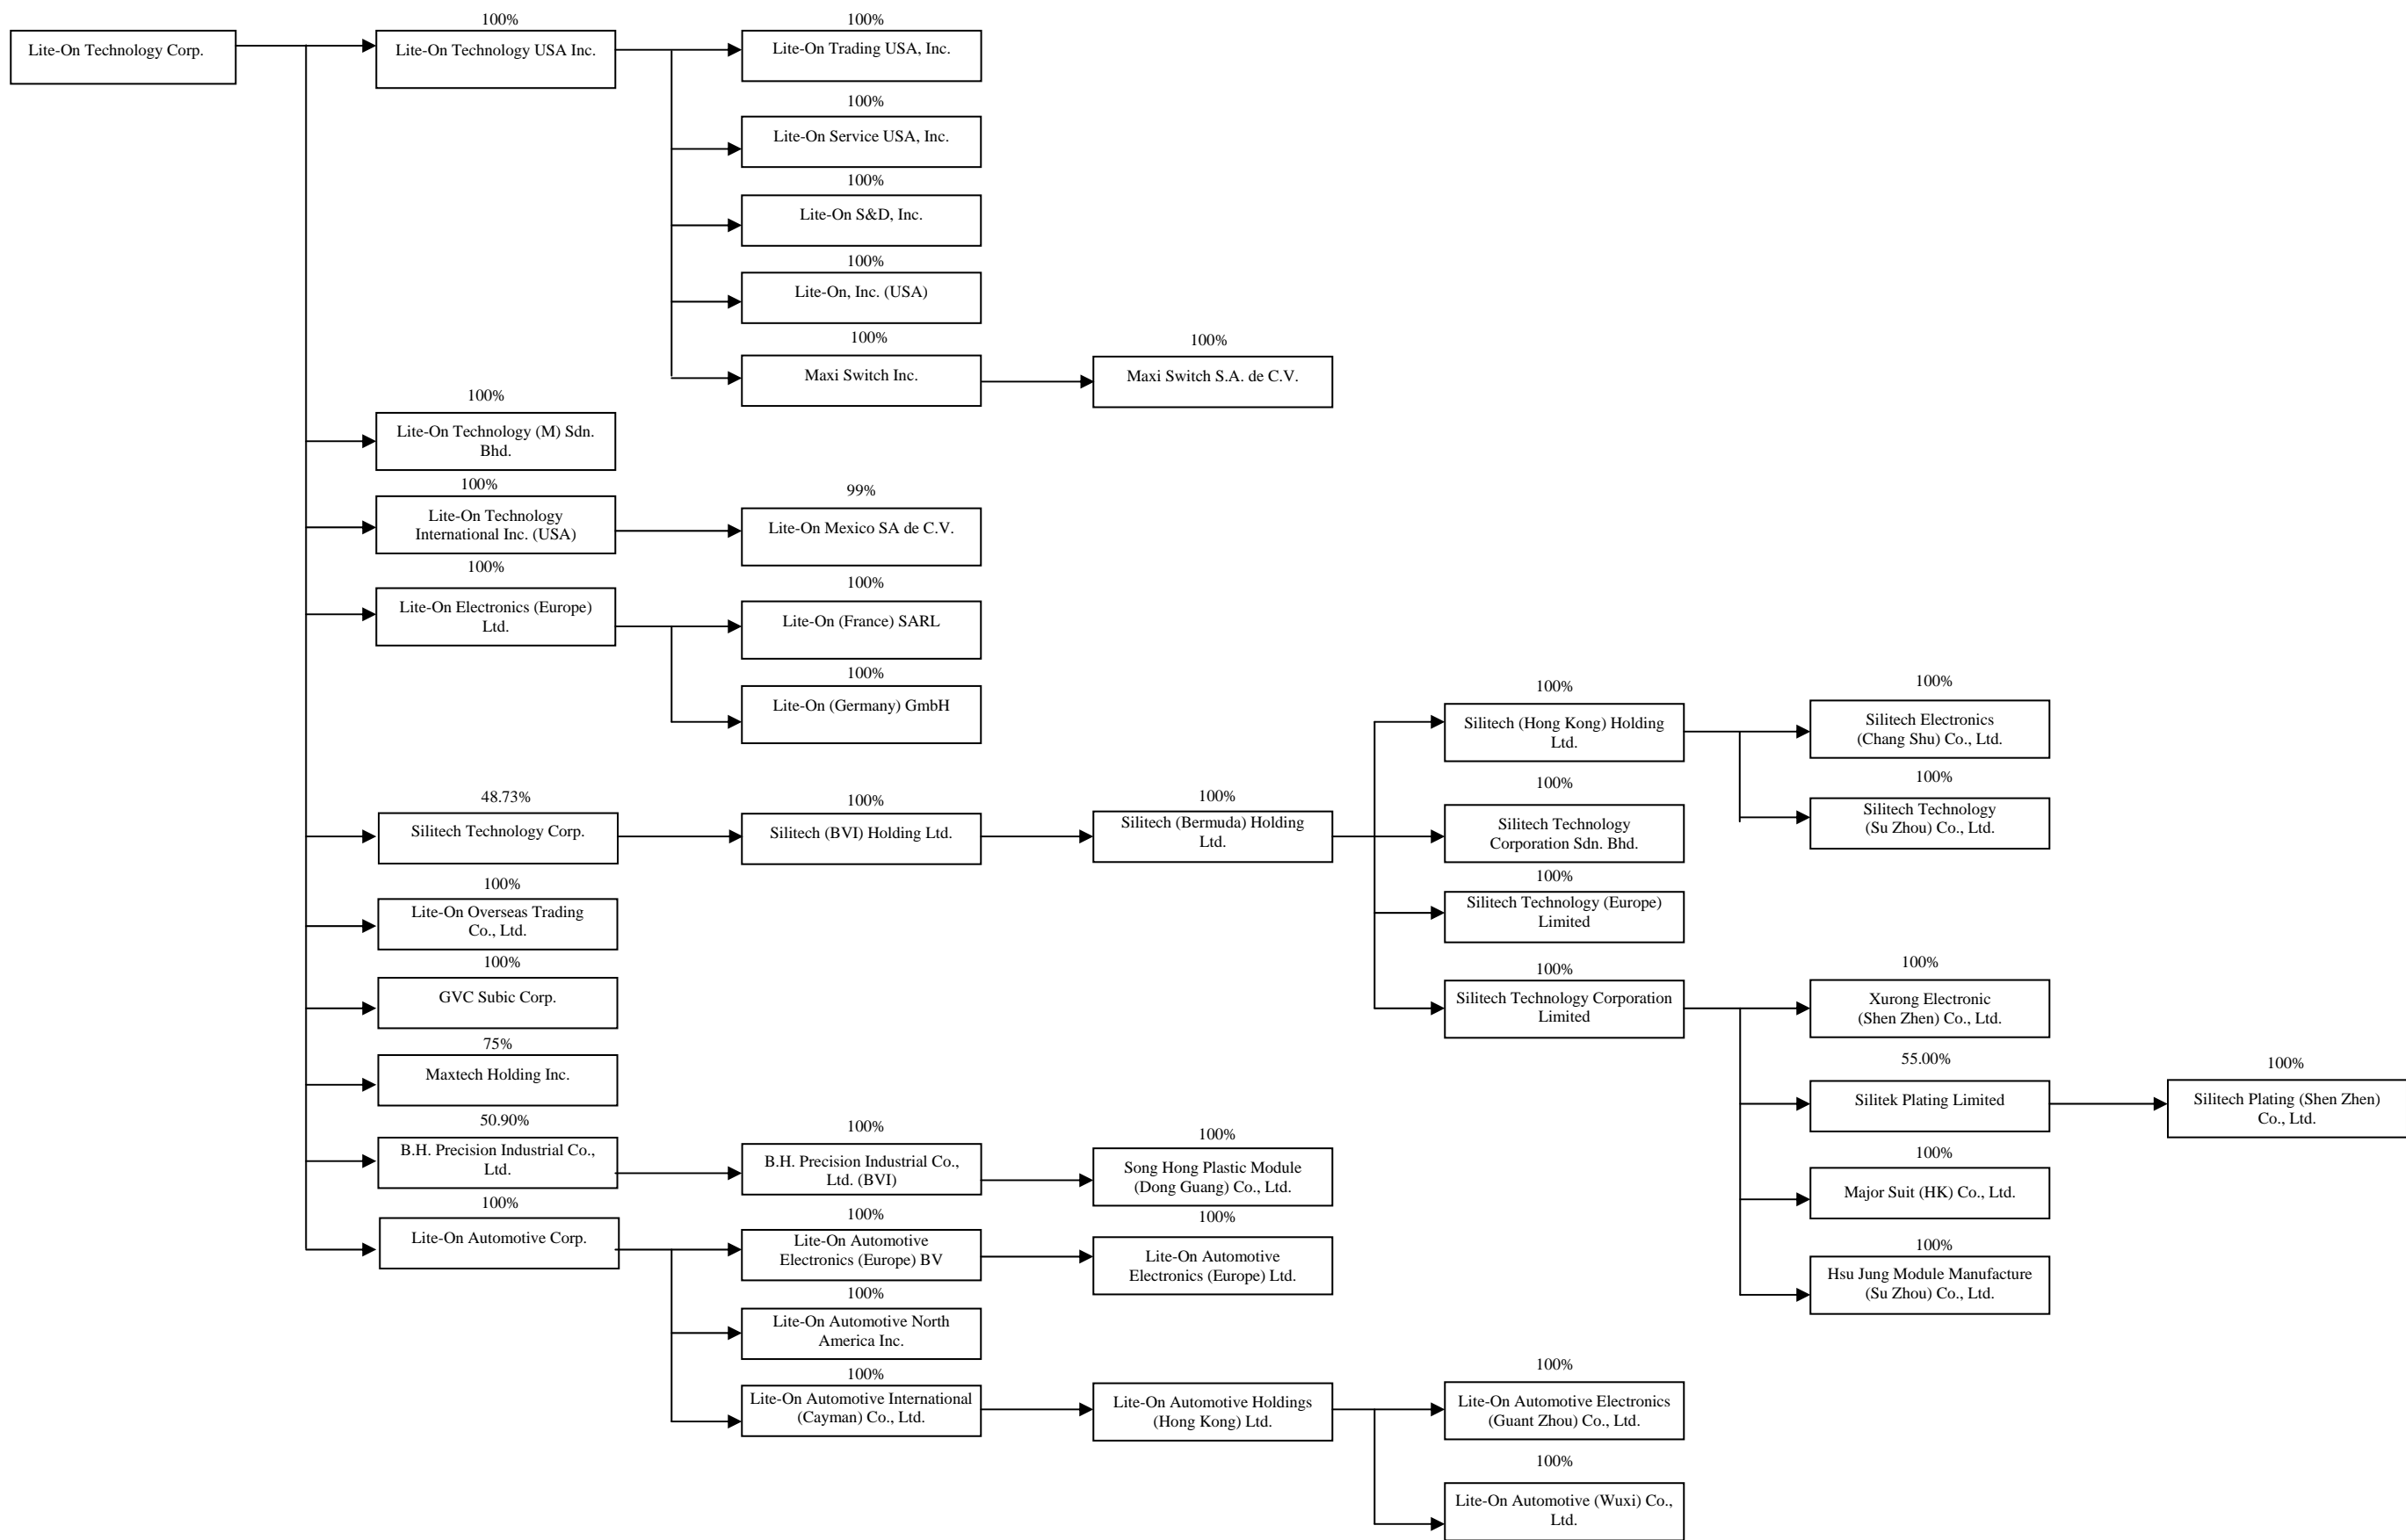 100%
100%
Lite-On Technology Corp.
Lite-On Technology USA Inc.
Lite-On Trading USA, Inc.
100%
Lite-On Service USA, Inc.
100%
Lite-On S&D, Inc.
100%
Lite-On, Inc. (USA)
100%
100%
Maxi Switch Inc.
Maxi Switch S.A. de C.V.
100%
Lite-On Technology (M) Sdn.
Bhd.
100%
99%
Lite-On Technology
International Inc. (USA)
Lite-On Mexico SA de C.V.
100%
100%
Lite-On Electronics (Europe)
Ltd.
Lite-On (France) SARL
100%
Lite-On (Germany) GmbH
100%
100%
Silitech (Hong Kong) Holding
Ltd.
Silitech Electronics
(Chang Shu) Co., Ltd.
100%
Silitech Technology
(Su Zhou) Co., Ltd.
48.73%
100%
100%
100%
Silitech Technology Corp.
Silitech (BVI) Holding Ltd.
Silitech (Bermuda) Holding
Ltd.
Silitech Technology
Corporation Sdn. Bhd.
100%
100%
Lite-On Overseas Trading
Co., Ltd.
Silitech Technology (Europe)
Limited
100%
100%
100%
GVC Subic Corp.
Silitech Technology Corporation
Limited
Xurong Electronic
(Shen Zhen) Co., Ltd.
75%
55.00%
100%
Maxtech Holding Inc.
Silitek Plating Limited
Silitech Plating (Shen Zhen)
Co., Ltd.
50.90%
100%
100%
100%
B.H. Precision Industrial Co.,
Ltd.
B.H. Precision Industrial Co.,
Ltd. (BVI)
Song Hong Plastic Module
(Dong Guang) Co., Ltd.
Major Suit (HK) Co., Ltd.
100%
100%
100%
100%
Lite-On Automotive Corp.
Lite-On Automotive
Electronics (Europe) BV
Lite-On Automotive
Electronics (Europe) Ltd.
Hsu Jung Module Manufacture
(Su Zhou) Co., Ltd.
100%
Lite-On Automotive North
America Inc.
100%
100%
Lite-On Automotive International
(Cayman) Co., Ltd.
Lite-On Automotive Holdings
(Hong Kong) Ltd.
Lite-On Automotive Electronics
(Guant Zhou) Co., Ltd.
100%
Lite-On Automotive (Wuxi) Co.,
Ltd.